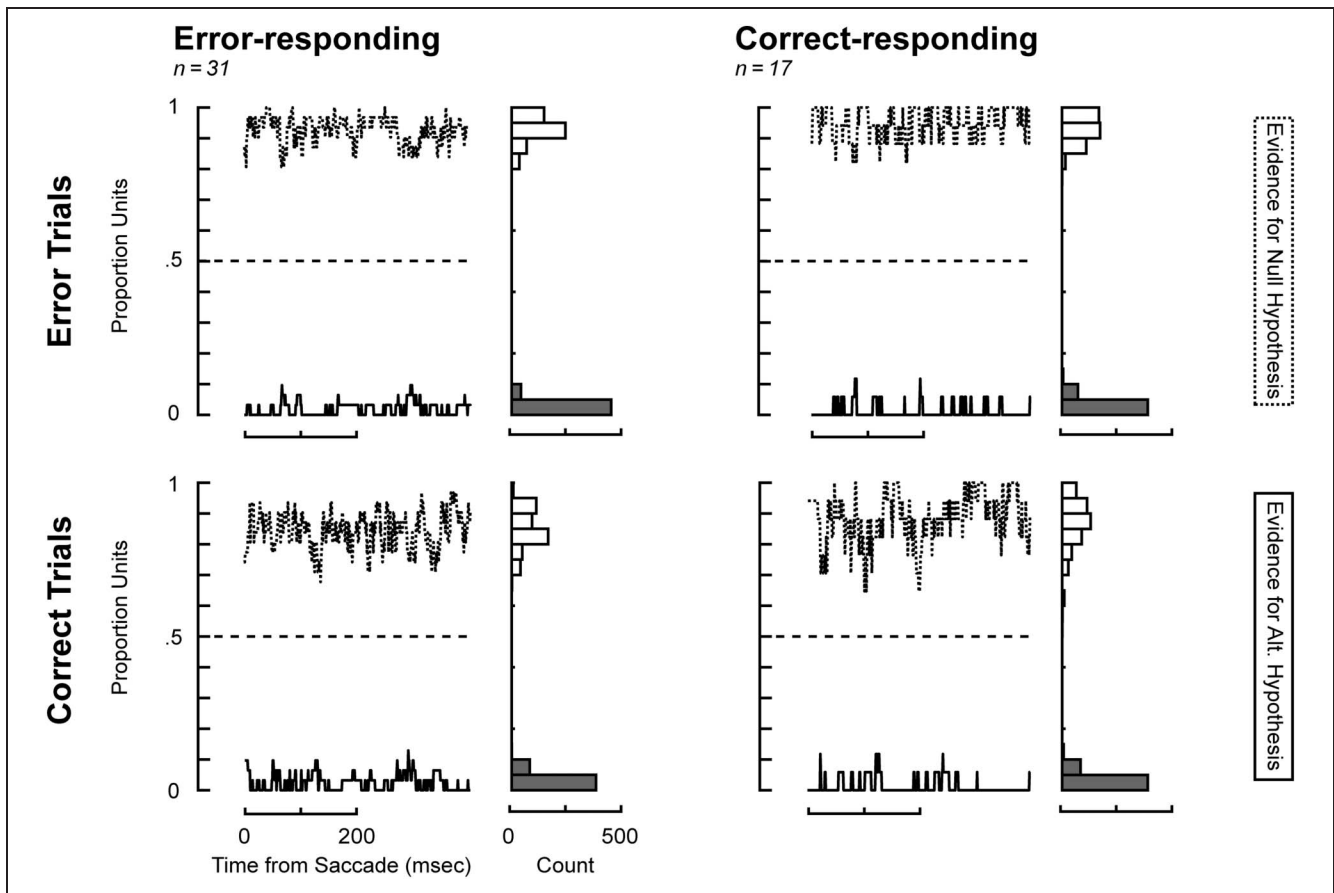 Error-responding
n = 31
Correct-responding
n = 17
Error Trials
Proportion Units
1
.5
0
Evidence for Null Hypothesis
Correct Trials
Proportion Units
1
.5
0
Evidence for Alt. Hypothesis
0 200
Time from Saccade (msec)
0 500
Count